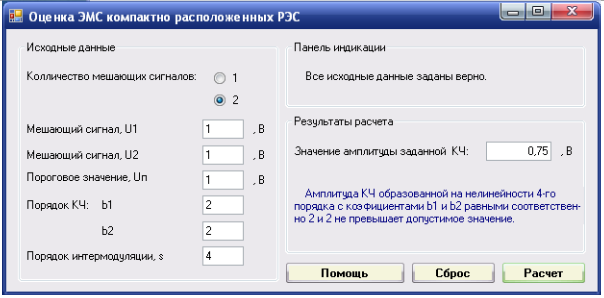 Оценка ЭМС компактно расположенных РЭС
Исходные данные
Колличество мешающих сигналов:
1
2
Мешающий сигнал, U1 1 , В
Мешающий сигнал, U2 1
Пороговое значение, Uп 1 , В
Порядок КЧ: b1 2
b2 2
Порядок интермодуляции, s 4
Панель индикации
Все исходные данные заданы верно.
Результаты расчета
Значение амплитуды заданной КЧ: 0,75 , В
Амплитуда КЧ образованной на нелинейности 4-го
порядка с коэфициентами b1 и b2 равными соответствен-
но 2 и 2 не превышает допустимое значение.
Помощь Сброс Расчет